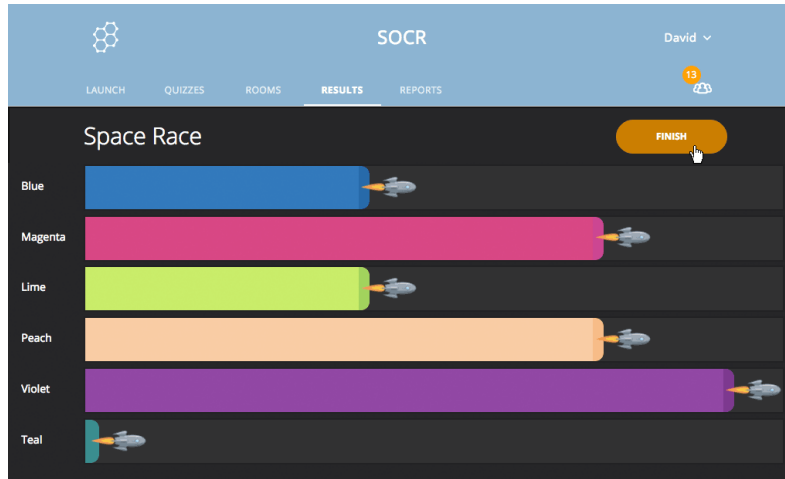 SOCR
David
13
LAUNCH QUIZZES ROOMS RESULTS REPORTS
Space Race
FINISH
Blue
Magenta
Lime
Peach
Violet
Teal